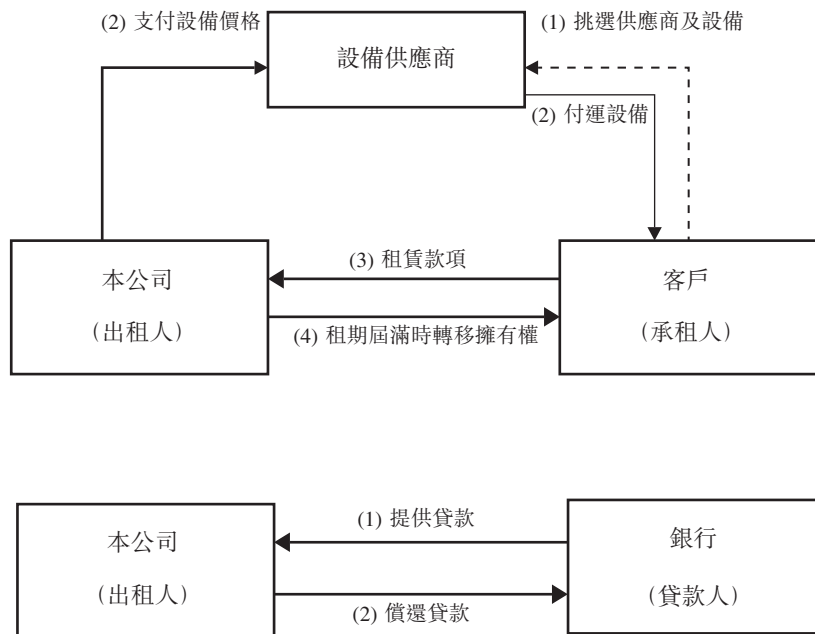 (2) 支付設備價格
(1) 挑選供應商及設備
設備供應商
(2) 付運設備
本公司
(出租人)
(3) 租賃款項
(4) 租期屆滿時轉移擁有權
客戶
(承租人)
本公司
(出租人)
(1) 提供貸款
(2) 償還貸款
銀行
(貸款人)